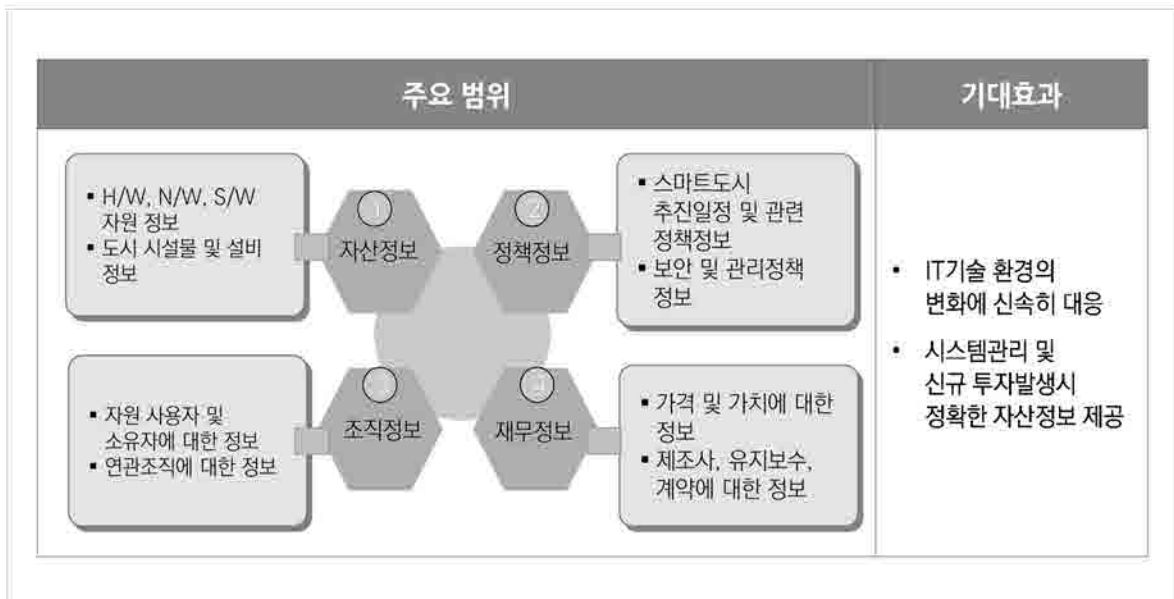 주요 범위
기대효과
▪ H/W, N/W, S/W
자원 정보
▪ 도시 시설물 및 설비
정보
① 자산정보
② 정책정보
▪ 스마트도시
추진일정 및 관련
정책정보
▪ 보안 및 관리정책
정보
▪ 자원 사용자 및
소유자에 대한 정보
▪ 연관조직에 대한 정보
③ 조직정보
④ 재무정보
▪ 가격 및 가치에 대한
정보
▪ 제조사, 유지보수,
계약에 대한 정보
• IT기술 환경의
변화에 신속히 대응
• 시스템관리 및
신규 투자발생시
정확한 자산정보 제공